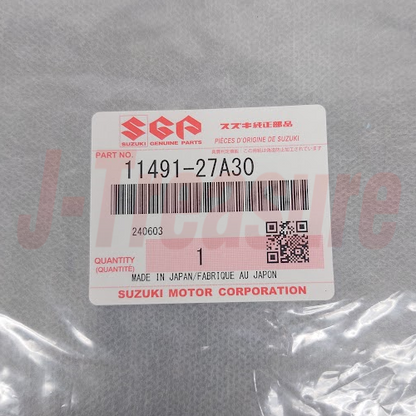 SGP
スズキ純正部品
SUZUKI GENUINE PARTS
PIÈCES D'ORIGINE DE SUZUKI
PART NO.
11491-27A30
J-Treasure
240603
QUANTITY
(QUANTITÉ)
1
MADE IN JAPAN/FABRIQUE AU JAPON
SUZUKI MOTOR CORPORATION